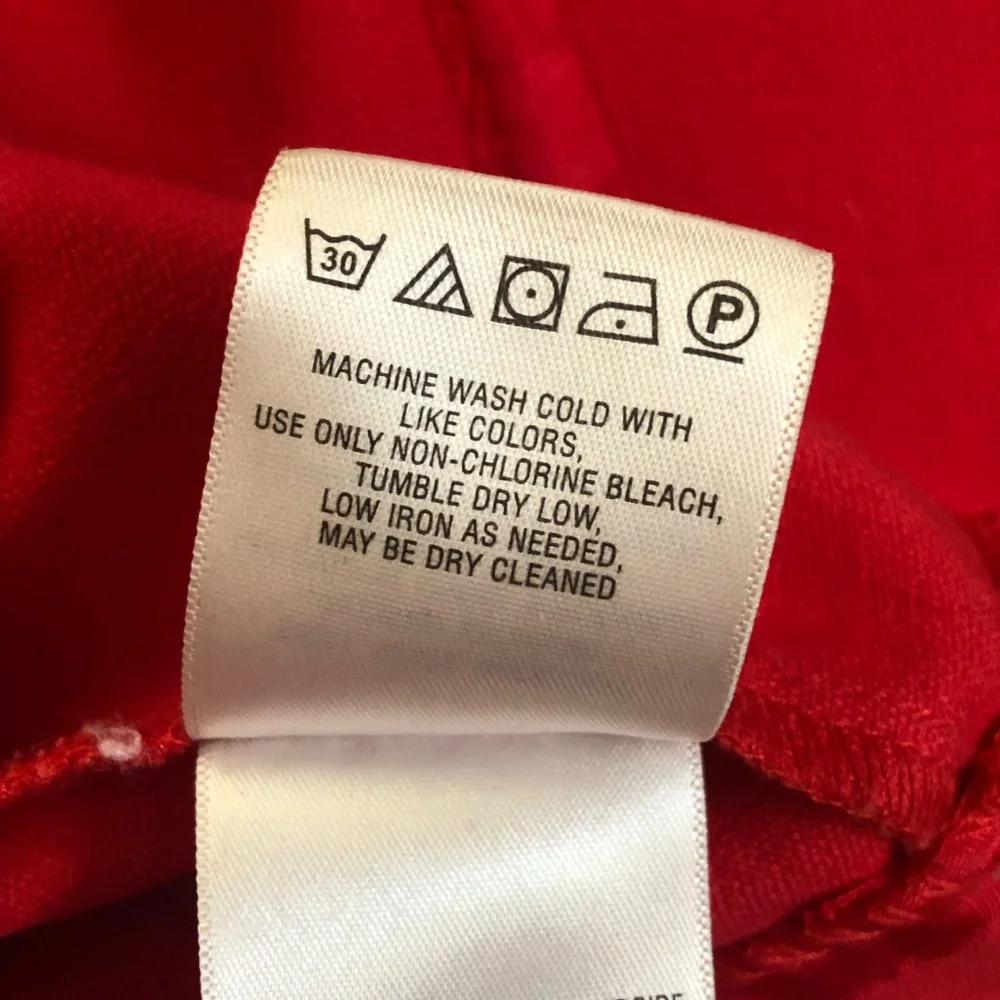 30
P
MACHINE WASH COLD WITH
LIKE COLORS,
USE ONLY NON-CHLORINE BLEACH,
TUMBLE DRY LOW,
LOW IRON AS NEEDED,
MAY BE DRY CLEANED